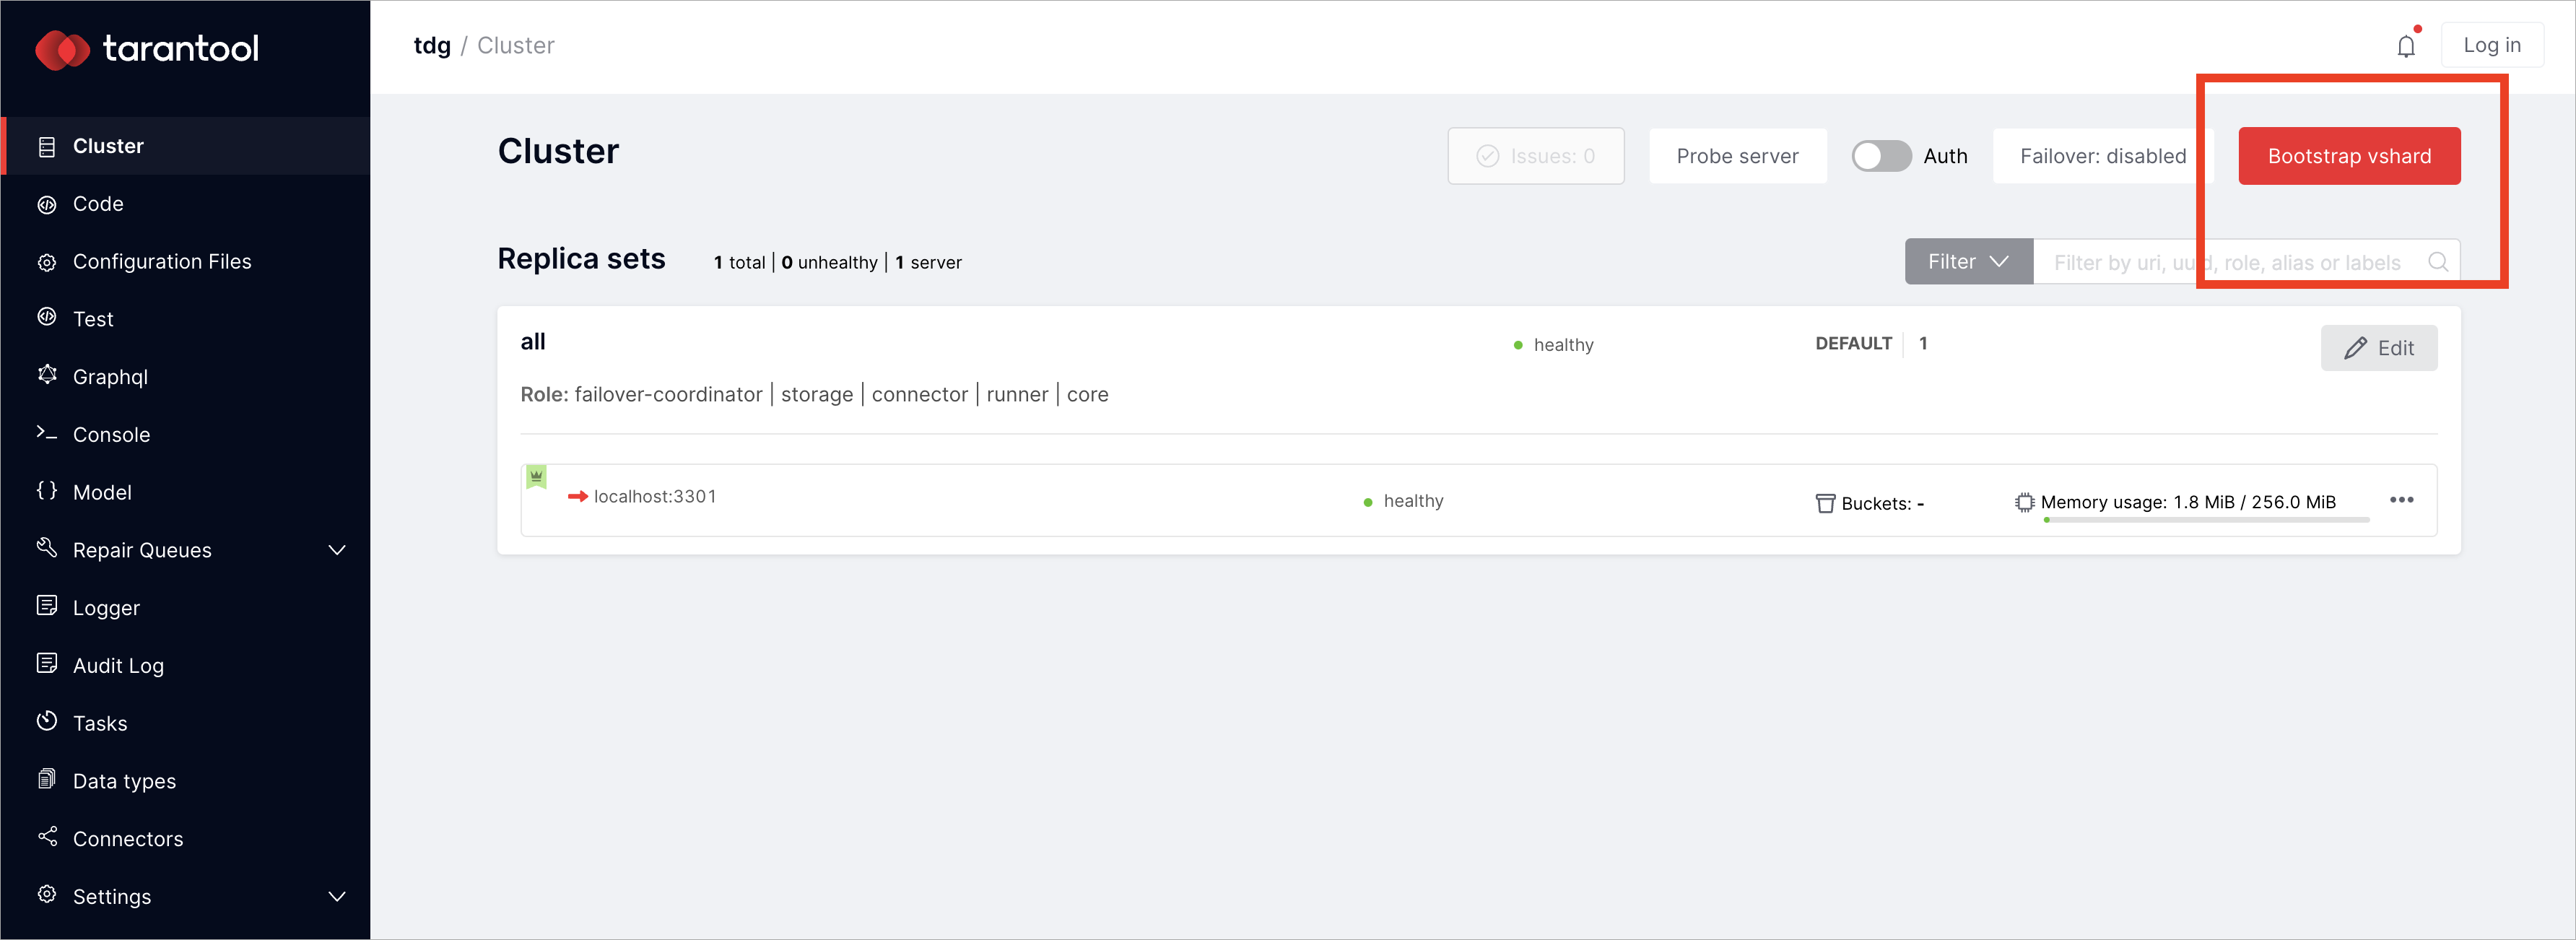 tarantool
Cluster
Code
Configuration Files
Test
Graphql
Console
Model
Repair Queues
Logger
Audit Log
Tasks
Data types
Connectors
Settings
tdg / Cluster
Log in
Cluster
Issues: 0
Probe server
Auth
Failover: disabled
Bootstrap vshard
Replica sets
1 total | 0 unhealthy | 1 server
Filter
Filter by uri, uuid, role, alias or labels
all
healthy
DEFAULT 1
Edit
Role: failover-coordinator | storage | connector | runner | core
localhost:3301
healthy
Buckets: -
Memory usage: 1.8 MiB / 256.0 MiB